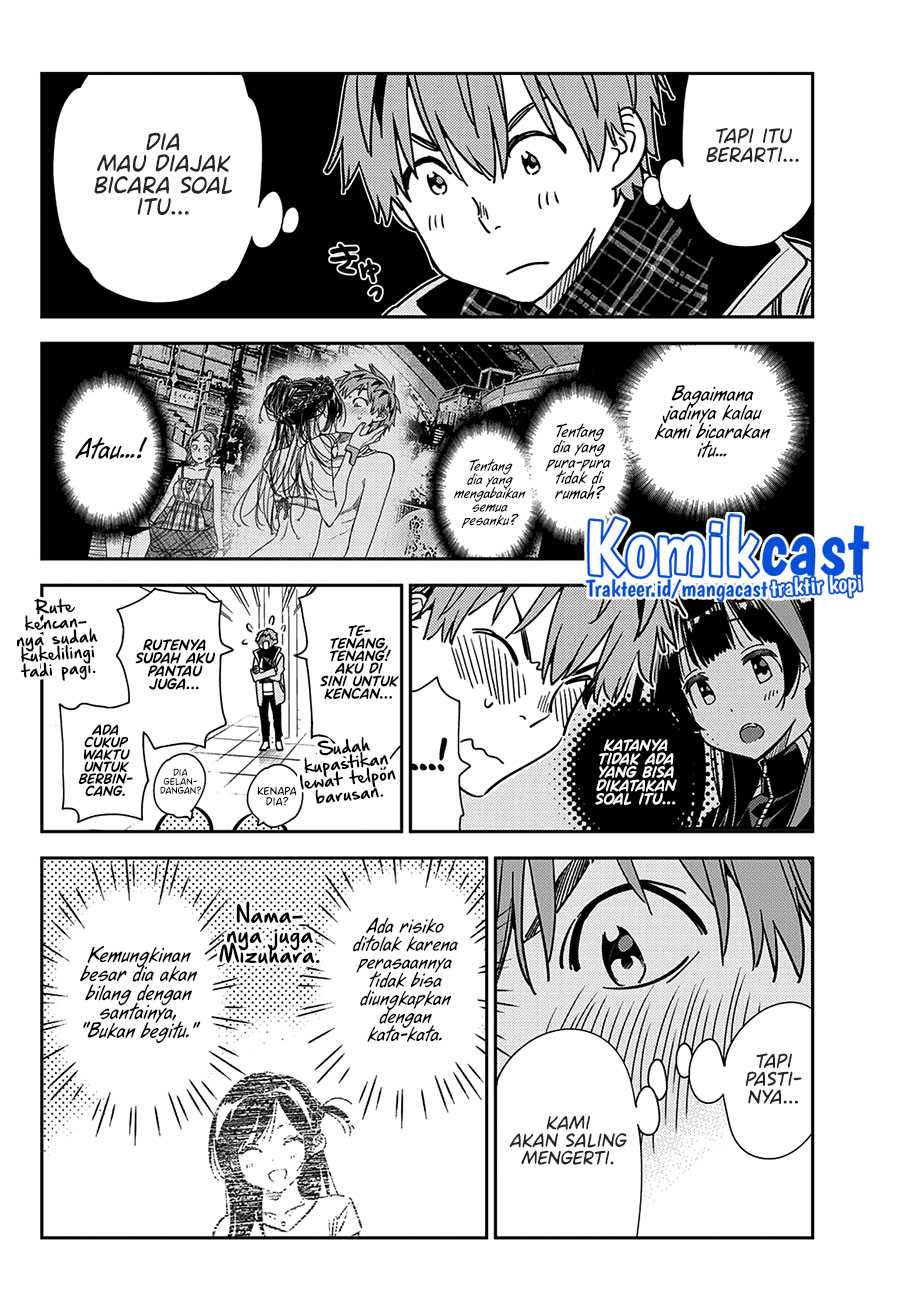 TAPI ITU
BERARTI...
DIA
MAU DIAJAK
BICARA SOAL
ITU...
きゅっ
Bagaimana
jadinya kalau
kami bicarakan
itu...
Tentang
dia yang
pura-pura
tidak di
rumah?
Tentang
dia yang
mengabaikan
semua
pesanku?
Atau...!
Komikcast
Trakteer.id/mangacast traktir kopi
KATANYA
TIDAK ADA
YANG BISA
DIKATAKAN
SOAL ITU...
...!
TE-
TENANG,
TENANG!
AKU DI
SINI UNTUK
KENCAN...
Sudah
kupastikan
lewat telpon
barusan.
RUTENYA
SUDAH AKU
PANTAU
JUGA...
Rute
kencan-
nya sudah
kukelilingi
tadi pagi.
ADA
CUKUP
WAKTU
UNTUK
BERBIN-
CANG.
KENAPA
DIA?
DIA
GELAN-
DANGAN?
TAPI
PASTI-
NYA...
KAMI
AKAN SALING
MENGERTI.
Ada risiko
ditolak karena
perasaannya
tidak bisa
diungkapkan
dengan
kata-kata.
Nama-
nya juga
Mizuhara.
Kemungkinan
besar dia akan
bilang dengan
santainya,
"Bukan begitu."